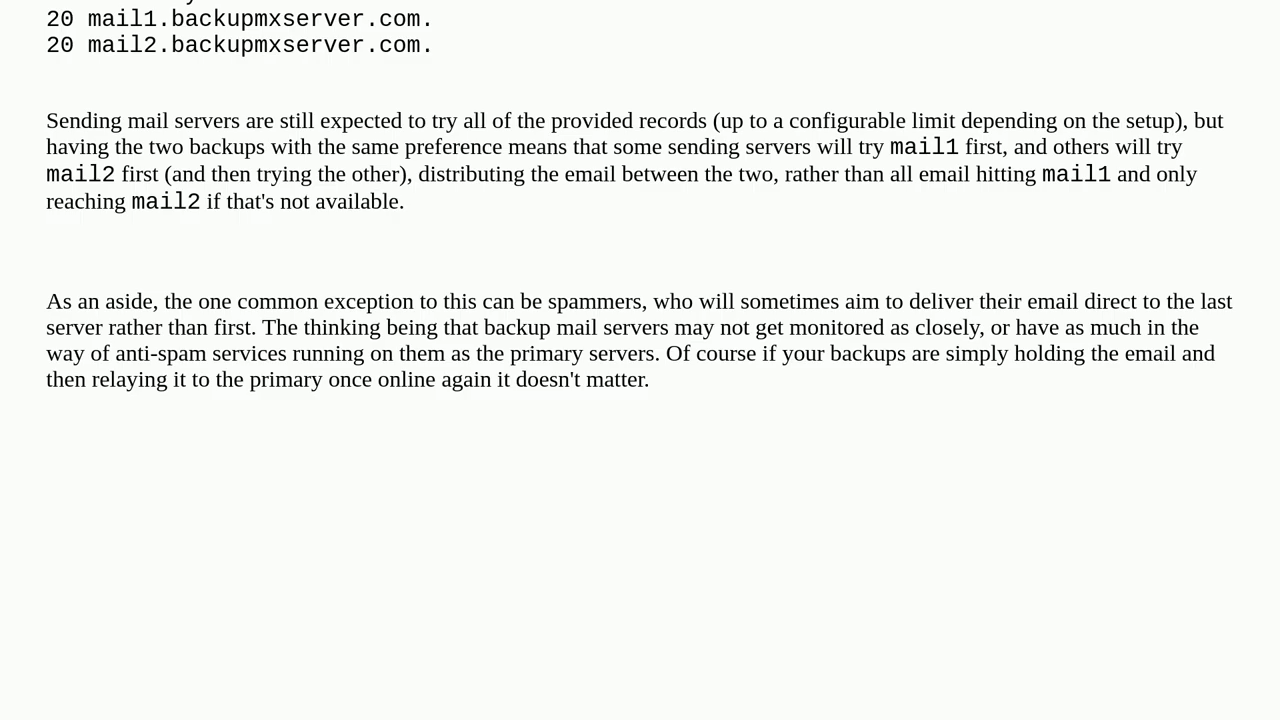 20 mail1.backupmxserver.com.
20 mail2.backupmxserver.com.
Sending mail servers are still expected to try all of the provided records (up to a configurable limit depending on the setup), but
having the two backups with the same preference means that some sending servers will try mail1 first, and others will try
mail2 first (and then trying the other), distributing the email between the two, rather than all email hitting mail1 and only
reaching mail2 if that's not available.
As an aside, the one common exception to this can be spammers, who will sometimes aim to deliver their email direct to the last
server rather than first. The thinking being that backup mail servers may not get monitored as closely, or have as much in the
way of anti-spam services running on them as the primary servers. Of course if your backups are simply holding the email and
then relaying it to the primary once online again it doesn't matter.